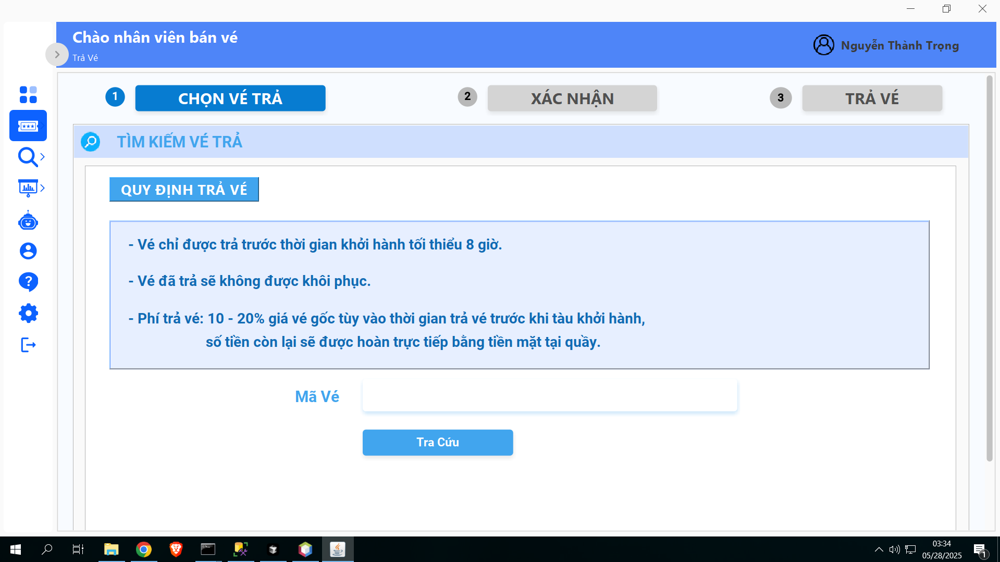 Chào nhân viên bán vé
Trả Vé
Nguyễn Thành Trọng
1 CHỌN VÉ TRẢ
2 XÁC NHẬN
3 TRẢ VÉ
TÌM KIẾM VÉ TRẢ
QUY ĐỊNH TRẢ VÉ
- Vé chỉ được trả trước thời gian khởi hành tối thiểu 8 giờ.
- Vé đã trả sẽ không được khôi phục.
- Phí trả vé: 10 - 20% giá vé gốc tùy vào thời gian trả vé trước khi tàu khởi hành,
số tiền còn lại sẽ được hoàn trực tiếp bằng tiền mặt tại quầy.
Mã Vé
Tra Cứu
03:34
05/28/2025
1